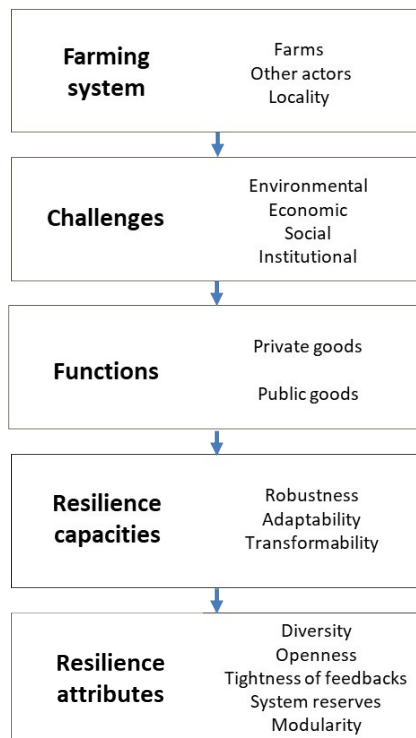 Farming
system
Farms
Other actors
Locality
Challenges
Environmental
Economic
Social
Institutional
Functions
Private goods
Public goods
Resilience
capacities
Robustness
Adaptability
Transformability
Resilience
attributes
Diversity
Openness
Tightness of feedbacks
System reserves
Modularity